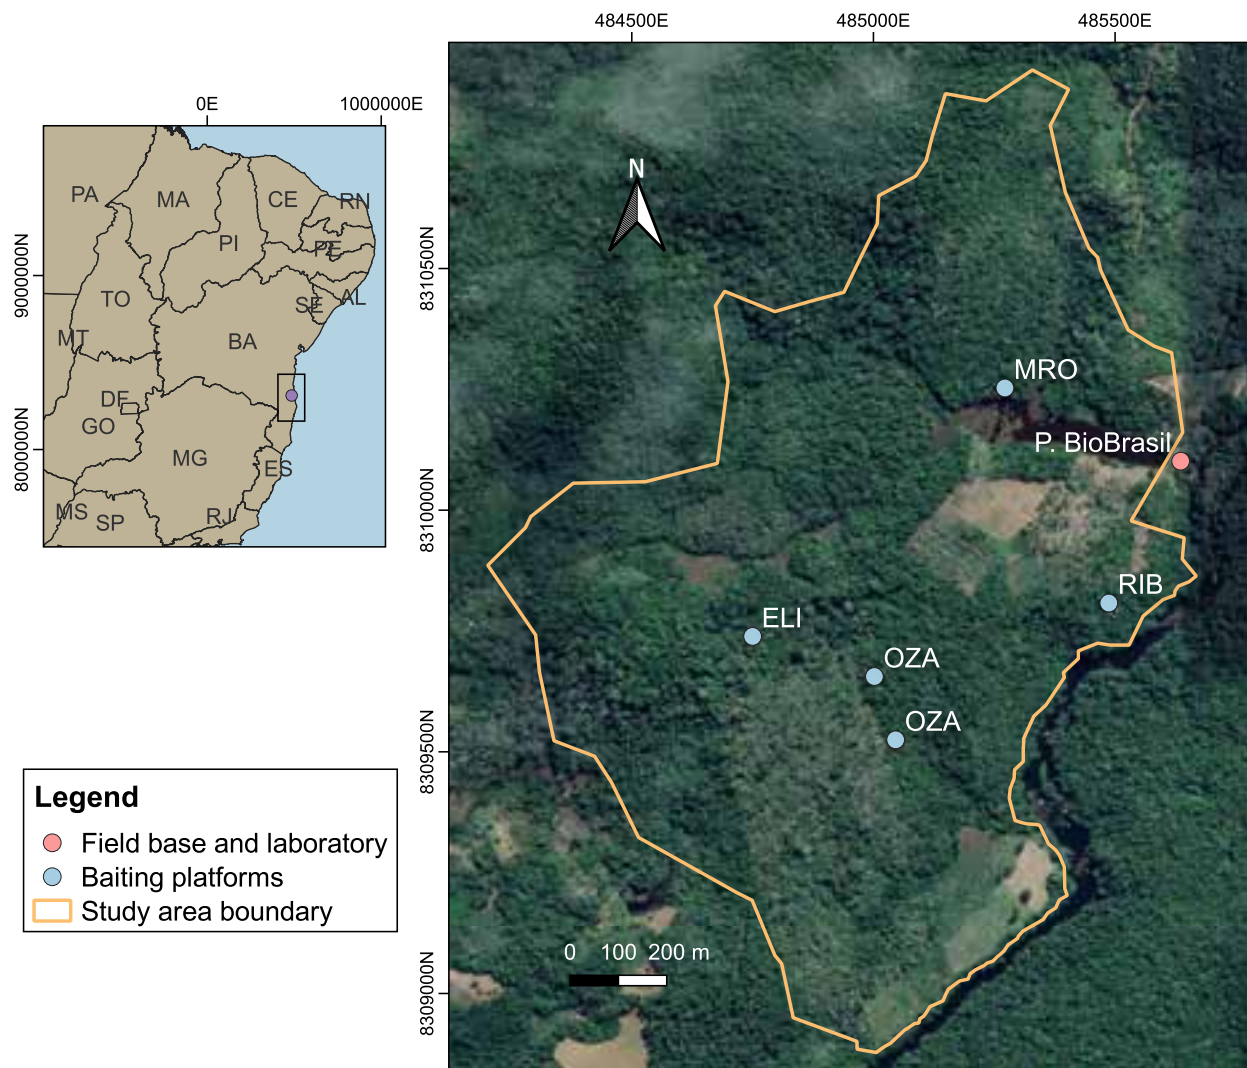 484500E 485000E 485500E
0E 1000000E
9000000N
8000000N
PA
MA
CE
RN
PI
PE
TO
SE
AL
MT
BA
DF
GO
MG
ES
MS
SP
RJ
N
8310500N
8310000N
8309500N
8309000N
MRO
P. BioBrasil
RIB
ELI
OZA
OZA
0 100 200 m
Legend
Field base and laboratory
Baiting platforms
Study area boundary